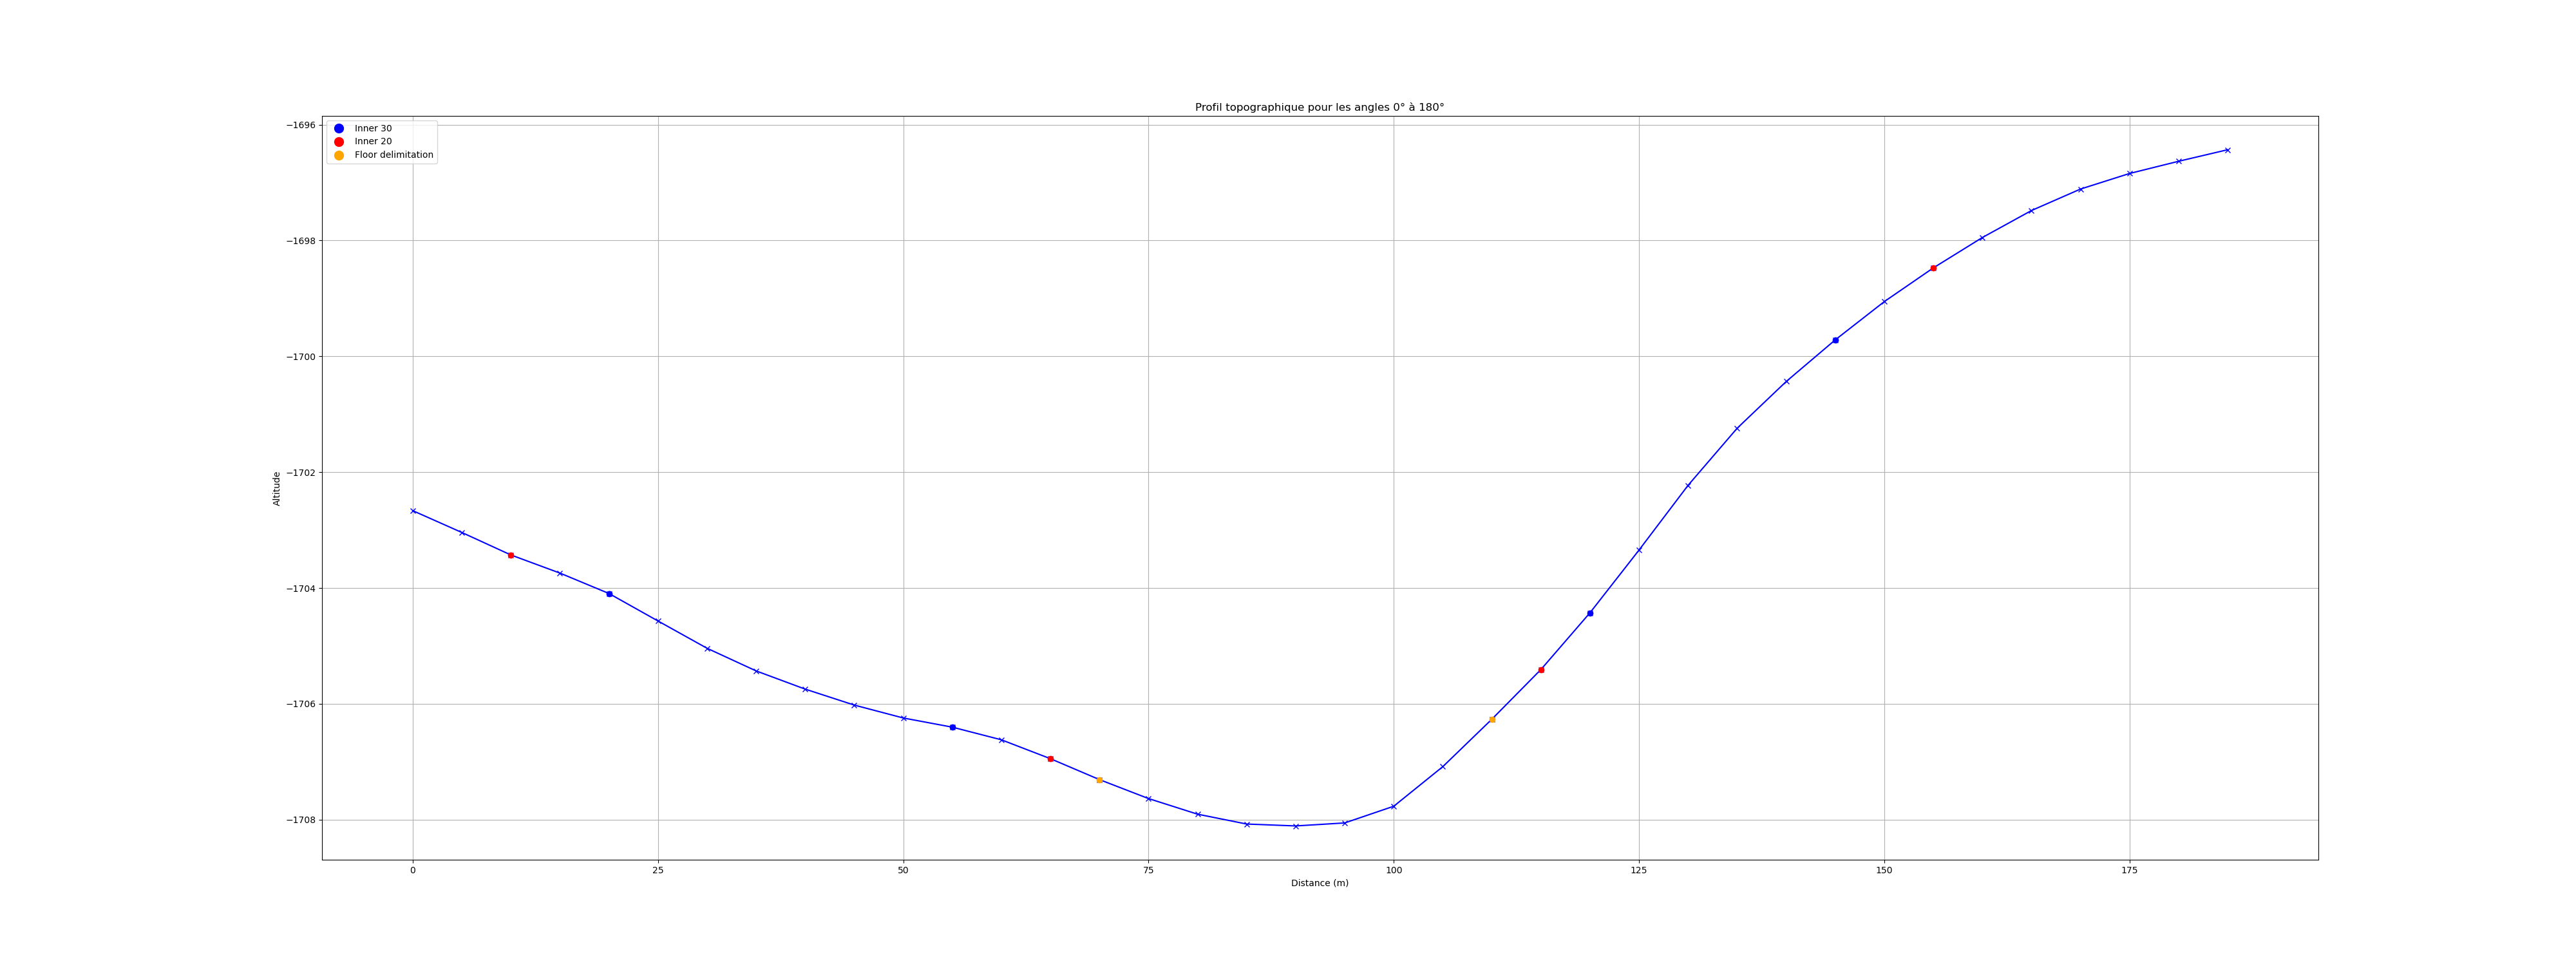 Profil topographique pour les angles 0° à 180°
Inner 30
Inner 20
Floor delimitation
−1696
−1698
−1700
−1702
−1704
−1706
−1708
Altitude
0 25 50 75 100 125 150 175
Distance (m)